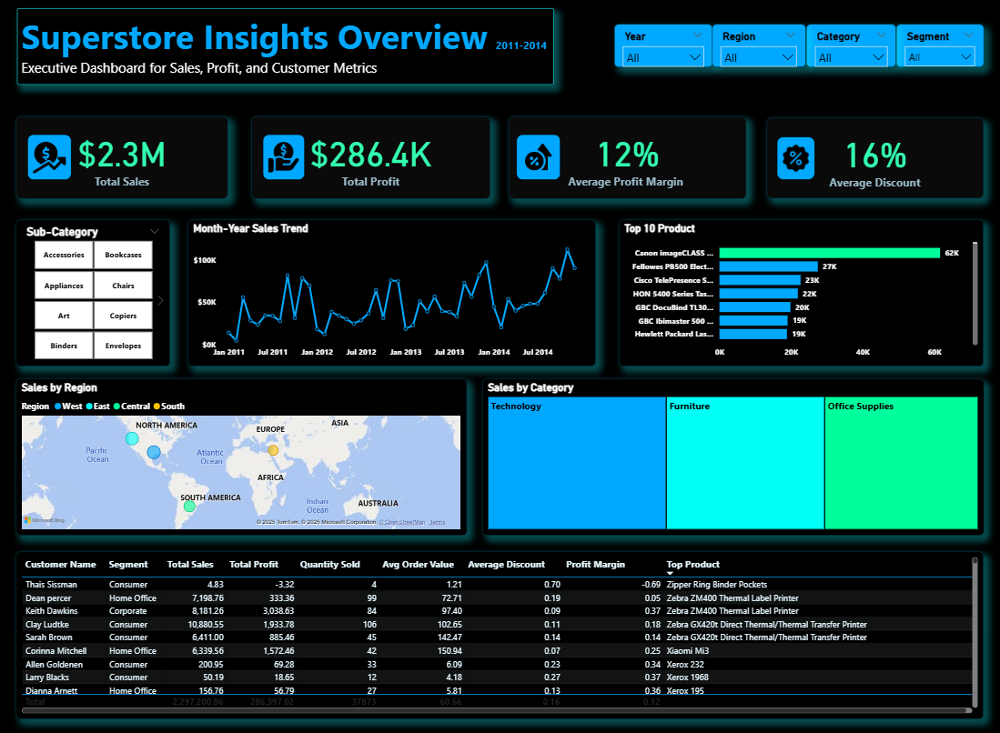 Superstore Insights Overview 2011-2014
Executive Dashboard for Sales, Profit, and Customer Metrics
Year Region Category Segment
All All All All
$2.3M
Total Sales
$286.4K
Total Profit
12%
Average Profit Margin
16%
Average Discount
Sub-Category
Accessories Bookcases
Appliances Chairs
Art Copiers
Binders Envelopes
Month-Year Sales Trend
$100K
$50K
$0K
Jan 2011 Jul 2011 Jan 2012 Jul 2012 Jan 2013 Jul 2013 Jan 2014 Jul 2014
Top 10 Product
Canon imageCLASS ... 62K
Fellowes PB500 Elect... 27K
Cisco TelePresence S... 23K
HON 5400 Series Tas... 22K
GBC DocuBind TL30... 20K
GBC Ibimaster 500 ... 19K
Hewlett Packard Las... 19K
0K 20K 40K 60K
Sales by Region
Region West East Central South
NORTH AMERICA
EUROPE
ASIA
Pacific
Ocean
Atlantic
Ocean
AFRICA
SOUTH AMERICA
Indian
Ocean
AUSTRALIA
Microsoft Bing
© 2025 TomTom, © 2025 Microsoft Corporation, © OpenStreetMap Terms
Sales by Category
Technology
Furniture
Office Supplies
Customer Name Segment Total Sales Total Profit Quantity Sold Avg Order Value Average Discount Profit Margin Top Product
Thais Sissman Consumer 4.83 -3.32 4 1.21 0.70 -0.69 Zipper Ring Binder Pockets
Dean percer Home Office 7,198.76 333.36 99 72.71 0.19 0.05 Zebra ZM400 Thermal Label Printer
Keith Dawkins Corporate 8,181.26 3,038.63 84 97.40 0.09 0.37 Zebra ZM400 Thermal Label Printer
Clay Ludtke Consumer 10,880.55 1,933.78 106 102.65 0.11 0.18 Zebra GX420t Direct Thermal/Thermal Transfer Printer
Sarah Brown Consumer 6,411.00 885.46 45 142.47 0.14 0.14 Zebra GX420t Direct Thermal/Thermal Transfer Printer
Corinna Mitchell Home Office 6,339.56 1,572.46 42 150.94 0.07 0.25 Xiaomi Mi3
Allen Goldenen Consumer 200.95 69.28 33 6.09 0.23 0.34 Xerox 232
Larry Blacks Consumer 50.19 18.65 12 4.18 0.27 0.37 Xerox 1968
Dianna Arnett Home Office 156.76 56.79 27 5.81 0.13 0.36 Xerox 195
Total 2,297,200.86 286,397.02 37873 60.66 0.16 0.12